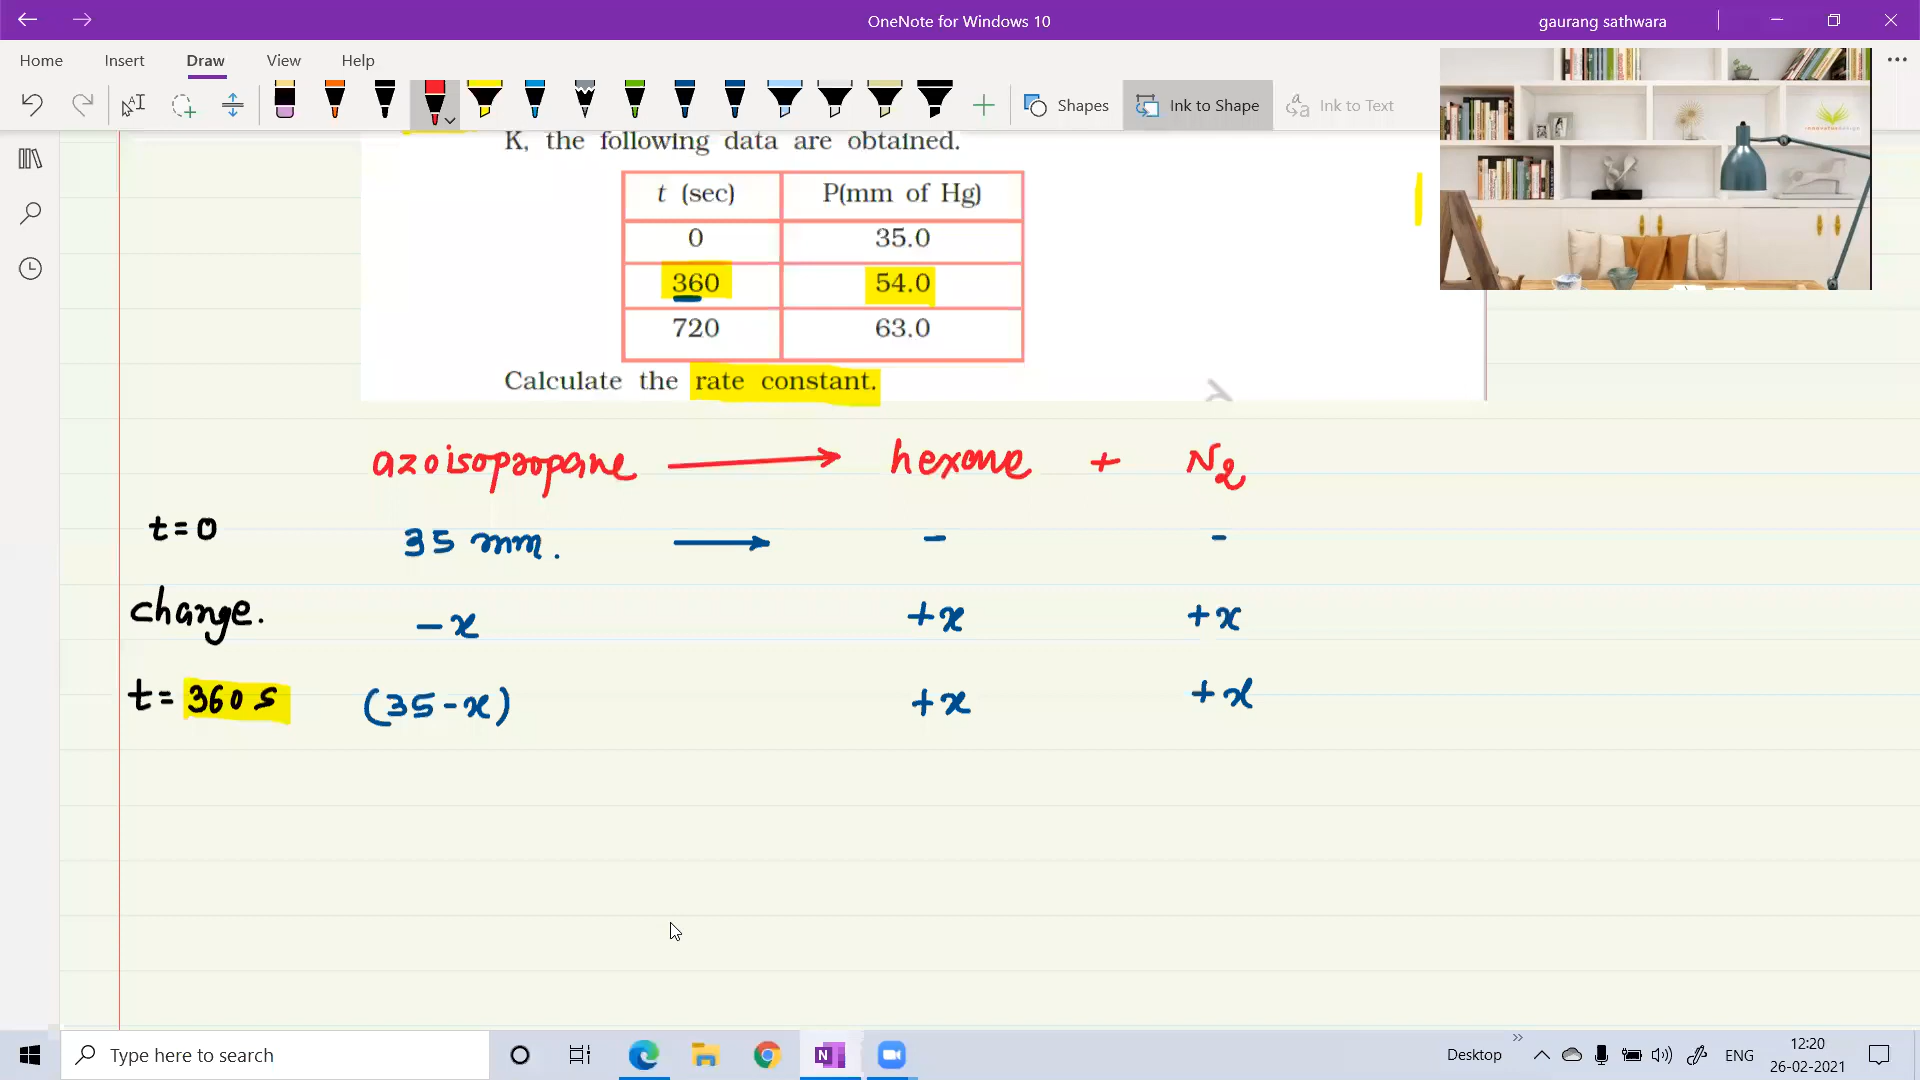 OneNote for Windows 10
gaurang sathwara
Home Insert Draw View Help
Shapes Ink to Shape Ink to Text
K, the following data are obtained.
t (sec) P(mm of Hg)
0 35.0
360 54.0
720 63.0
Calculate the rate constant.
azoisopropane ⟶ hexane + N2
t=0 35 mm. ⟶ - -
change. -x +x +x
t= 360 s (35-x) +x +x
Type here to search
Desktop
ENG
12:20
26-02-2021